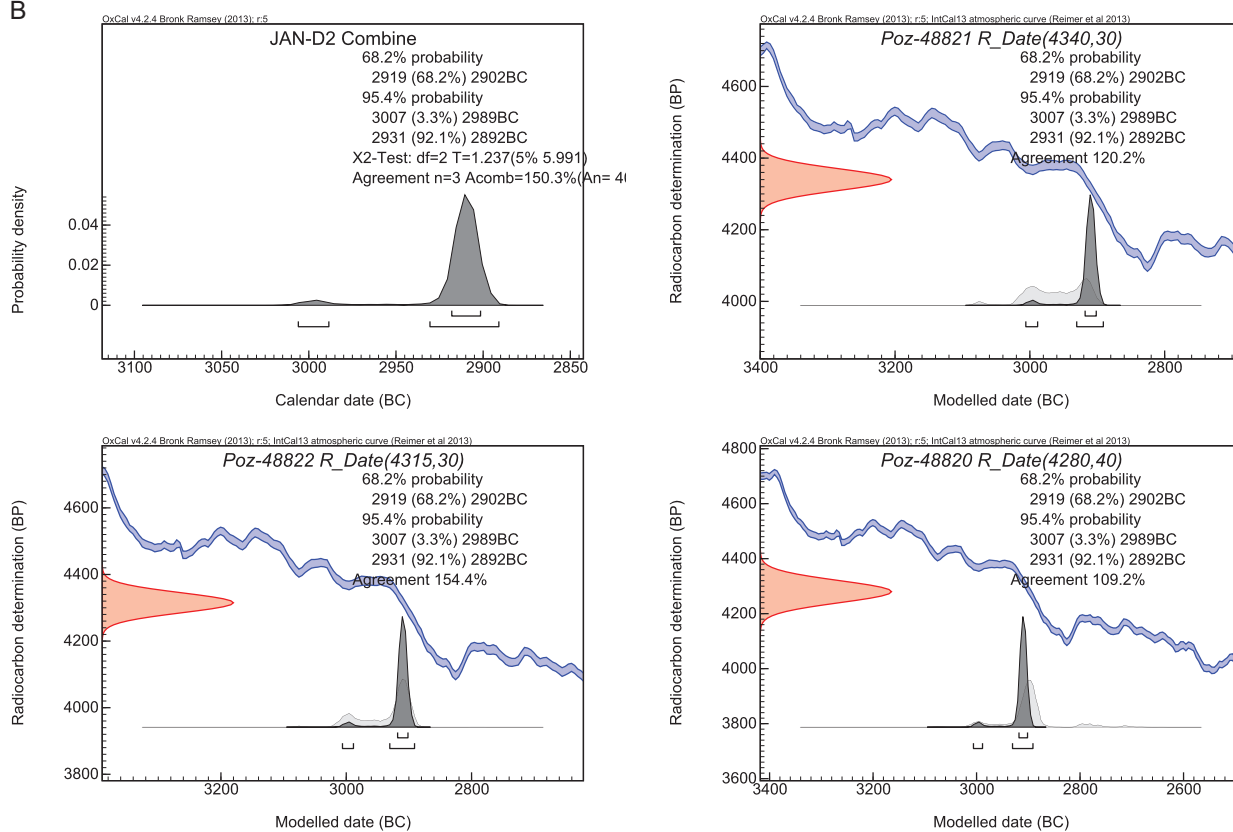 B
OxCal v4.2.4 Bronk Ramsey (2013); r:5
JAN-D2 Combine
68.2% probability
2919 (68.2%) 2902BC
95.4% probability
3007 (3.3%) 2989BC
2931 (92.1%) 2892BC
X2-Test: df=2 T=1.237(5% 5.991)
Agreement n=3 Acomb=150.3%(An= 40
Probability density
0.04
0.02
0
3100 3050 3000 2950 2900 2850
Calendar date (BC)
OxCal v4.2.4 Bronk Ramsey (2013); r:5; IntCal13 atmospheric curve (Reimer et al 2013)
Poz-48821 R_Date(4340,30)
68.2% probability
2919 (68.2%) 2902BC
95.4% probability
3007 (3.3%) 2989BC
2931 (92.1%) 2892BC
Agreement 120.2%
Radiocarbon determination (BP)
4600
4400
4200
4000
3400 3200 3000 2800
Modelled date (BC)
OxCal v4.2.4 Bronk Ramsey (2013); r:5; IntCal13 atmospheric curve (Reimer et al 2013)
Poz-48822 R_Date(4315,30)
68.2% probability
2919 (68.2%) 2902BC
95.4% probability
3007 (3.3%) 2989BC
2931 (92.1%) 2892BC
Agreement 154.4%
Radiocarbon determination (BP)
4600
4400
4200
4000
3800
3200 3000 2800
Modelled date (BC)
OxCal v4.2.4 Bronk Ramsey (2013); r:5; IntCal13 atmospheric curve (Reimer et al 2013)
Poz-48820 R_Date(4280,40)
68.2% probability
2919 (68.2%) 2902BC
95.4% probability
3007 (3.3%) 2989BC
2931 (92.1%) 2892BC
Agreement 109.2%
Radiocarbon determination (BP)
4800
4600
4400
4200
4000
3800
3600
3400 3200 3000 2800 2600
Modelled date (BC)